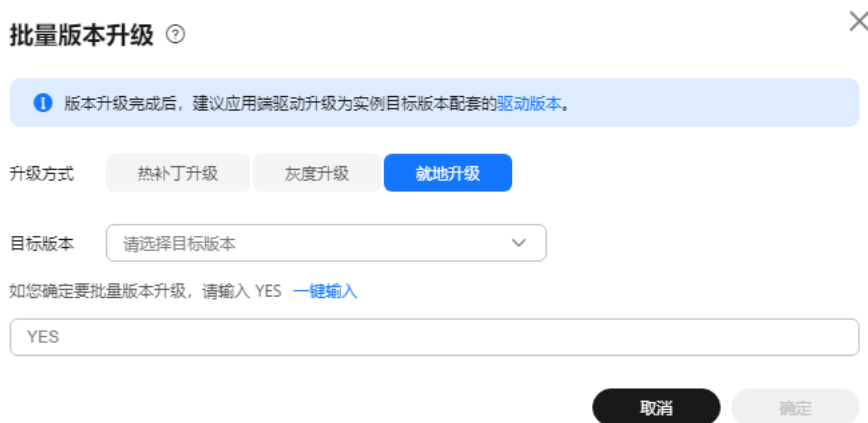 批量版本升级
版本升级完成后，建议应用端驱动升级为实例目标版本配套的驱动版本。
升级方式 热补丁升级 灰度升级 就地升级
目标版本 请选择目标版本
如您确定要批量版本升级，请输入 YES 一键输入
YES
取消 确定